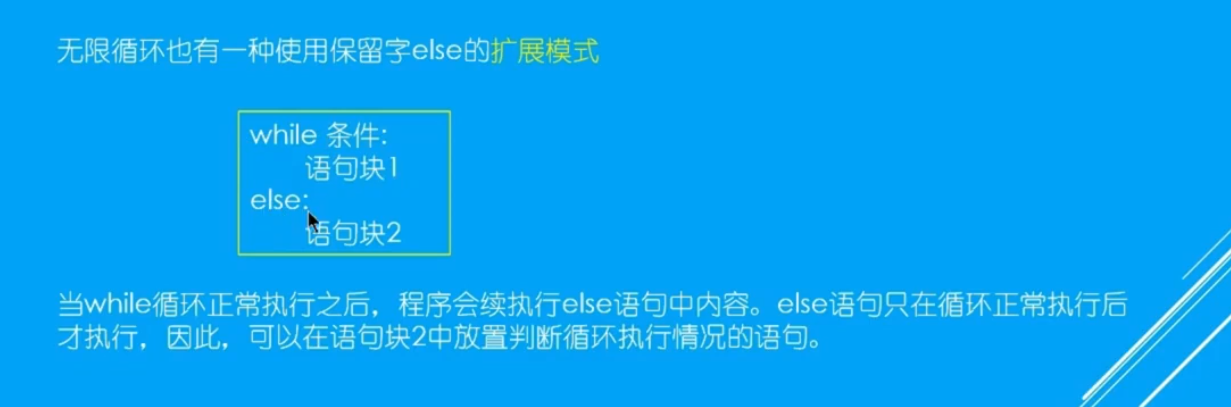 无限循环也有一种使用保留字else的扩展模式
while 条件:
语句块1
else:
语句块2
当while循环正常执行之后，程序会续执行else语句中内容。else语句只在循环正常执行后
才执行，因此，可以在语句块2中放置判断循环执行情况的语句。